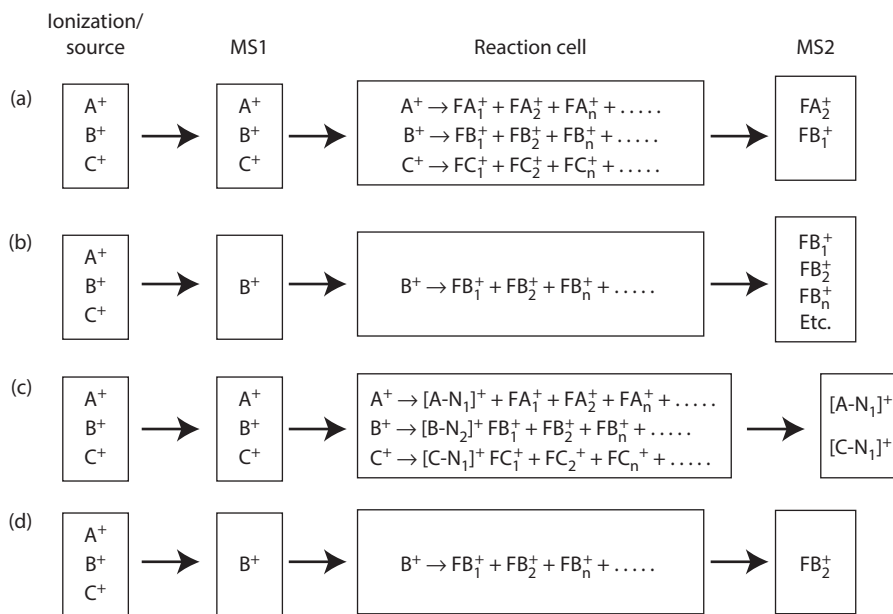 Ionization/
source MS1 Reaction cell MS2
(a)
A⁺ A⁺ A⁺ → FA₁⁺ + FA₂⁺ + FAₙ⁺ + ..... FA₂⁺
B⁺ B⁺ B⁺ → FB₁⁺ + FB₂⁺ + FBₙ⁺ + ..... FB₁⁺
C⁺ C⁺ C⁺ → FC₁⁺ + FC₂⁺ + FCₙ⁺ + .....
(b)
A⁺ FB₁⁺
B⁺ B⁺ B⁺ → FB₁⁺ + FB₂⁺ + FBₙ⁺ + ..... FB₂⁺
C⁺ FBₙ⁺
Etc.
(c)
A⁺ A⁺ A⁺ → [A-N₁]⁺ + FA₁⁺ + FA₂⁺ + FAₙ⁺ + ..... [A-N₁]⁺
B⁺ B⁺ B⁺ → [B-N₂]⁺ FB₁⁺ + FB₂⁺ + FBₙ⁺ + .....
C⁺ C⁺ C⁺ → [C-N₁]⁺ FC₁⁺ + FC₂⁺ + FCₙ⁺ + ..... [C-N₁]⁺
(d)
A⁺
B⁺ B⁺ B⁺ → FB₁⁺ + FB₂⁺ + FBₙ⁺ + ..... FB₂⁺
C⁺